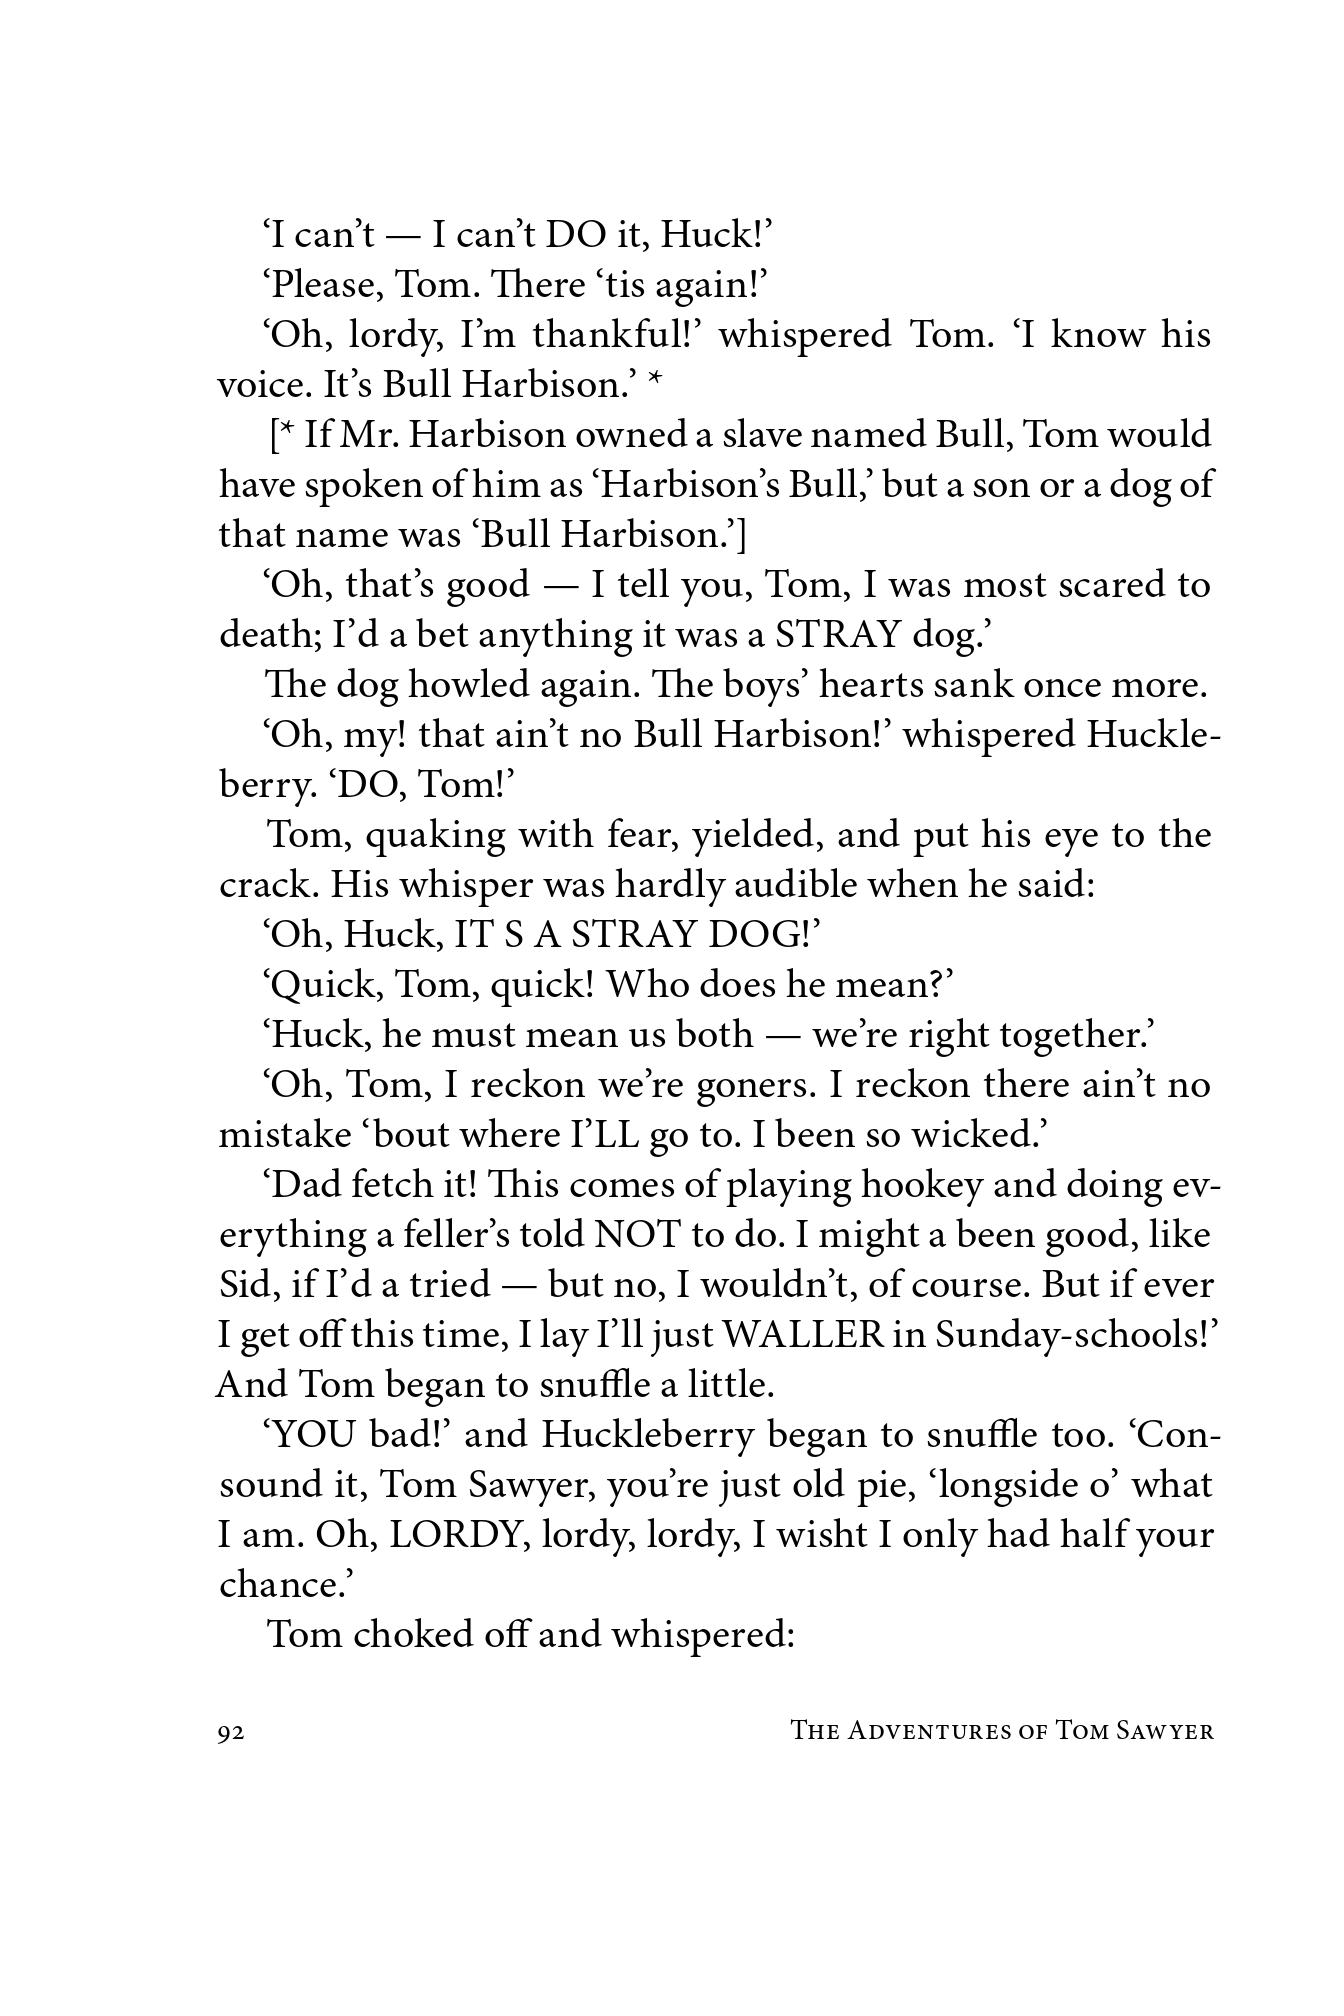 ‘I can’t — I can’t DO it, Huck!’
‘Please, Tom. There ‘tis again!’
‘Oh, lordy, I’m thankful!’ whispered Tom. ‘I know his
voice. It’s Bull Harbison.’ *
[* If Mr. Harbison owned a slave named Bull, Tom would
have spoken of him as ‘Harbison’s Bull,’ but a son or a dog of
that name was ‘Bull Harbison.’]
‘Oh, that’s good — I tell you, Tom, I was most scared to
death; I’d a bet anything it was a STRAY dog.’
The dog howled again. The boys’ hearts sank once more.
‘Oh, my! that ain’t no Bull Harbison!’ whispered Huckle-
berry. ‘DO, Tom!’
Tom, quaking with fear, yielded, and put his eye to the
crack. His whisper was hardly audible when he said:
‘Oh, Huck, IT S A STRAY DOG!’
‘Quick, Tom, quick! Who does he mean?’
‘Huck, he must mean us both — we’re right together.’
‘Oh, Tom, I reckon we’re goners. I reckon there ain’t no
mistake ‘bout where I’LL go to. I been so wicked.’
‘Dad fetch it! This comes of playing hookey and doing ev-
erything a feller’s told NOT to do. I might a been good, like
Sid, if I’d a tried — but no, I wouldn’t, of course. But if ever
I get off this time, I lay I’ll just WALLER in Sunday-schools!’
And Tom began to snuffle a little.
‘YOU bad!’ and Huckleberry began to snuffle too. ‘Con-
sound it, Tom Sawyer, you’re just old pie, ‘longside o’ what
I am. Oh, LORDY, lordy, lordy, I wisht I only had half your
chance.’
Tom choked off and whispered:
92 The Adventures of Tom Sawyer